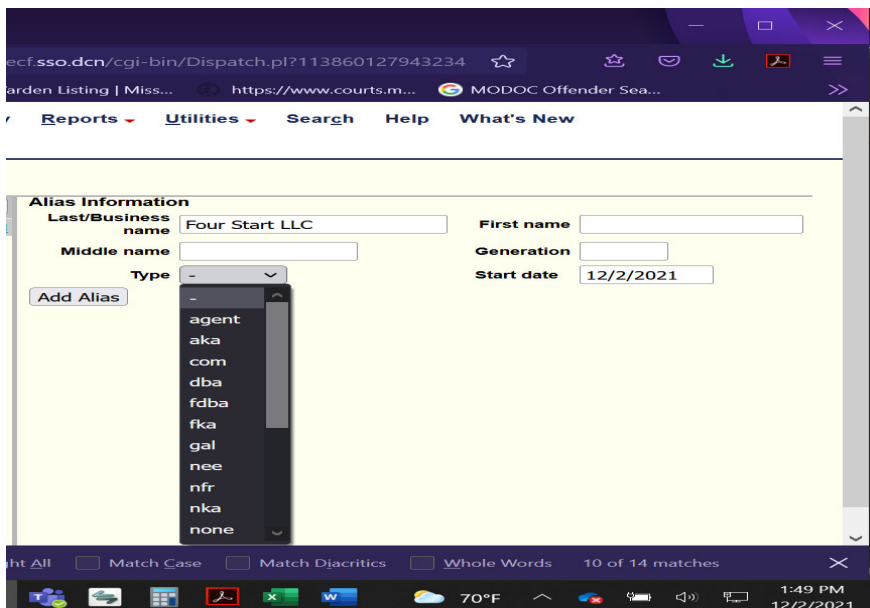 ecf.sso.dcn/cgi-bin/Dispatch.pl?113860127943234
arden Listing | Miss... https://www.courts.m... MODOC Offender Sea... >>
Reports Utilities Search Help What's New
Alias Information
Last/Business name Four Start LLC First name
Middle name Generation
Type - Start date 12/2/2021
Add Alias
-
agent
aka
com
dba
fdba
fka
gal
nee
nfr
nka
none
ht All Match Case Match Diacritics Whole Words 10 of 14 matches
70°F 1:49 PM
12/2/2021